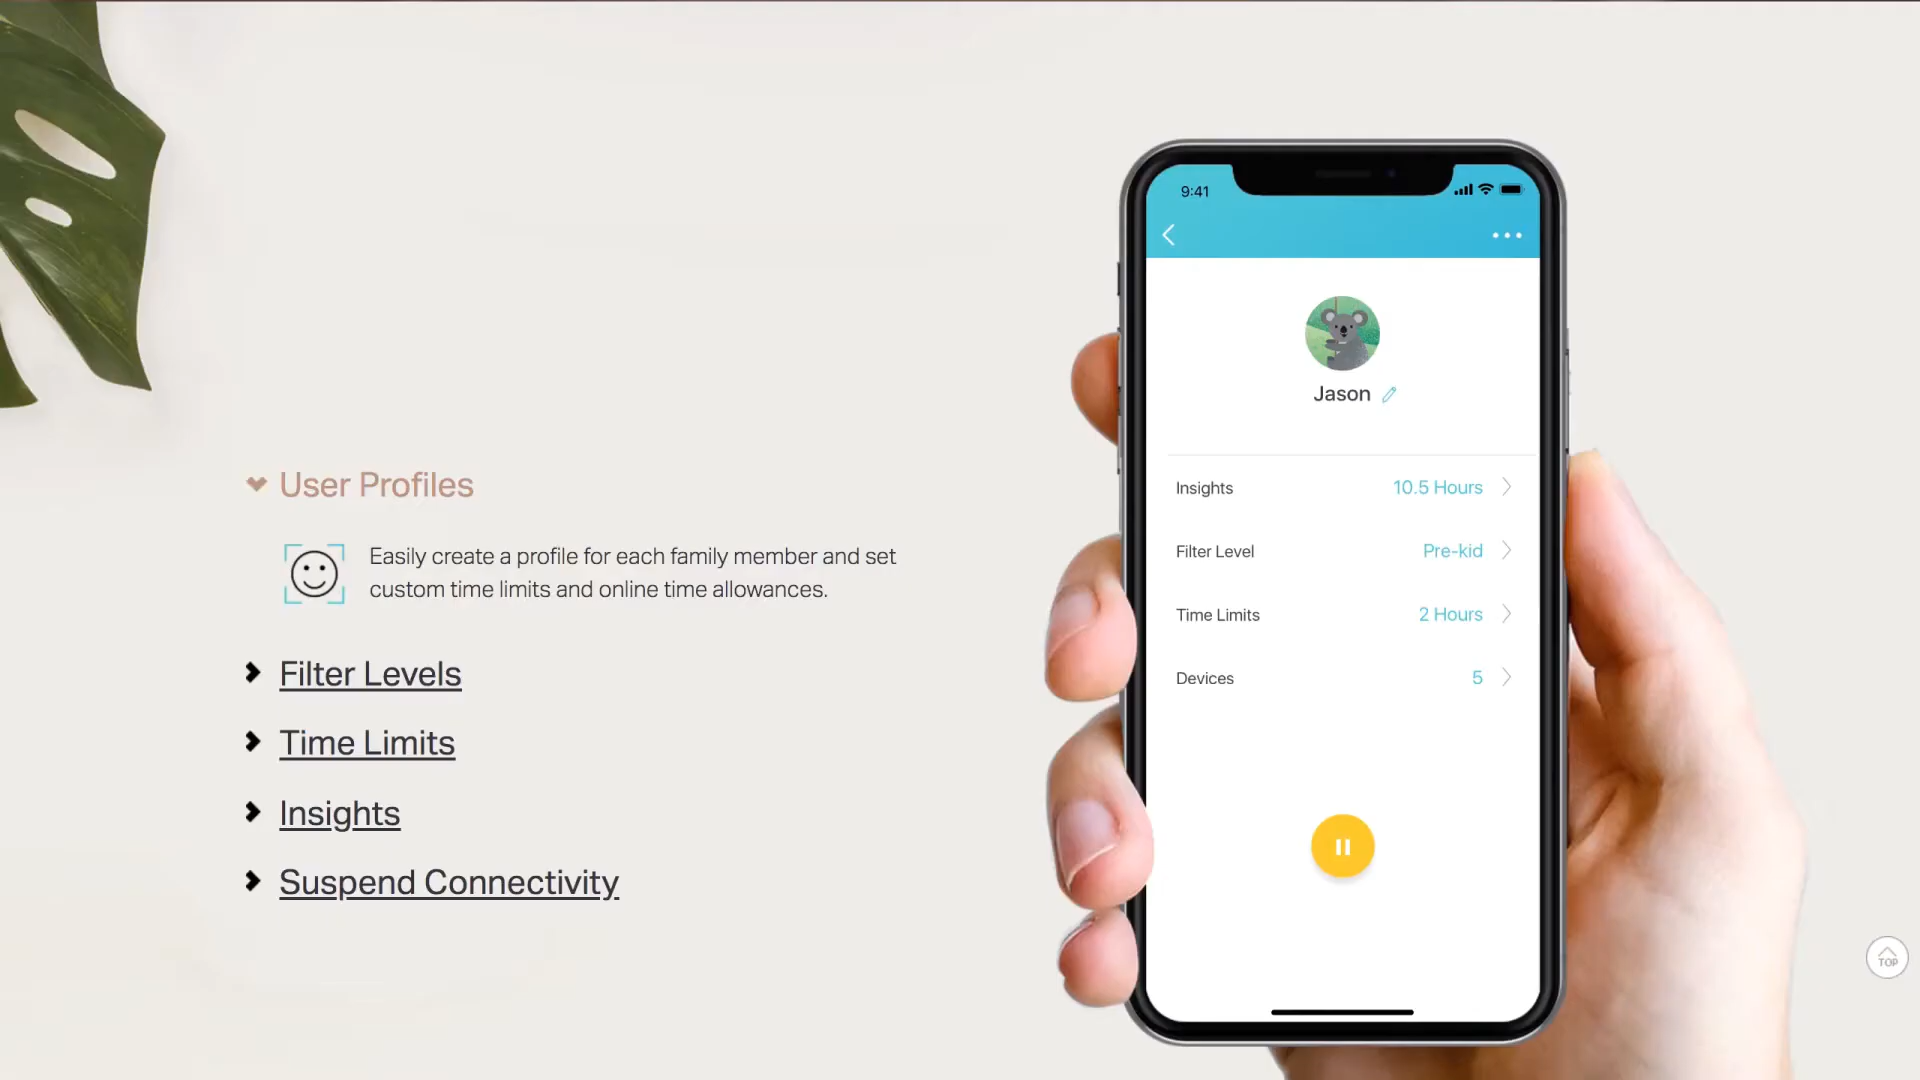 User Profiles
Easily create a profile for each family member and set
custom time limits and online time allowances.
Filter Levels
Time Limits
Insights
Suspend Connectivity
9:41
Jason
Insights 10.5 Hours
Filter Level Pre-kid
Time Limits 2 Hours
Devices 5
TOP